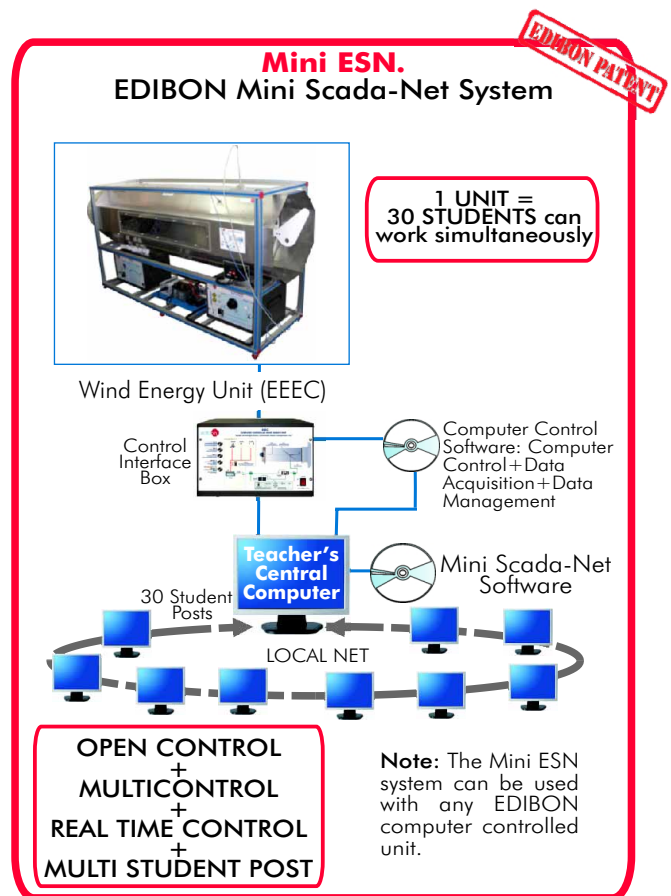 EDIBON PATENT
Mini ESN.
EDIBON Mini Scada-Net System
1 UNIT =
30 STUDENTS can
work simultaneously
Wind Energy Unit (EEEC)
Control
Interface
Box
Computer Control
Software: Computer
Control+Data
Acquisition+Data
Management
Teacher's
Central
Computer
Mini Scada-Net
Software
30 Student
Posts
LOCAL NET
OPEN CONTROL
+
MULTICONTROL
+
REAL TIME CONTROL
+
MULTI STUDENT POST
Note: The Mini ESN
system can be used
with any EDIBON
computer controlled
unit.